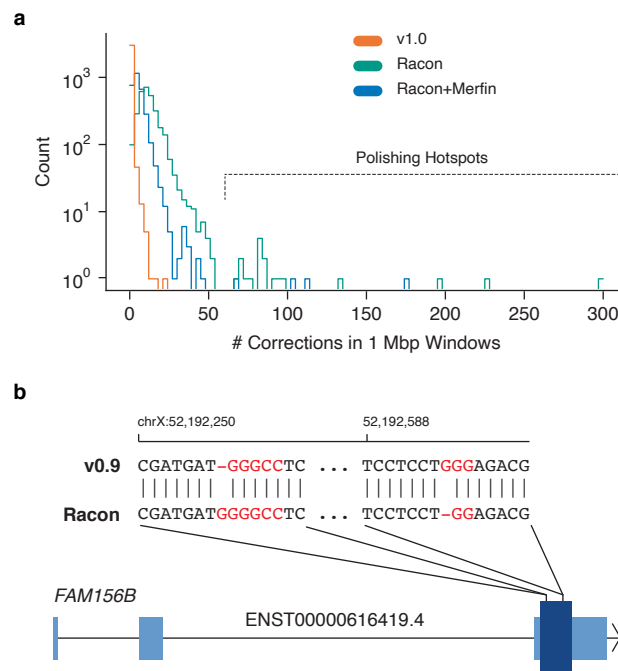 a
v1.0
Racon
Racon+Merfin
Polishing Hotspots
Count
10³
10²
10¹
10⁰
0 50 100 150 200 250 300
# Corrections in 1 Mbp Windows
b
chrX:52,192,250 52,192,588
v0.9 CGATGAT-GGGCCTC ... TCCTCCTGGGAGACG
Racon CGATGATGGGGCCTC ... TCCTCCT-GGAGACG
FAM156B
ENST00000616419.4